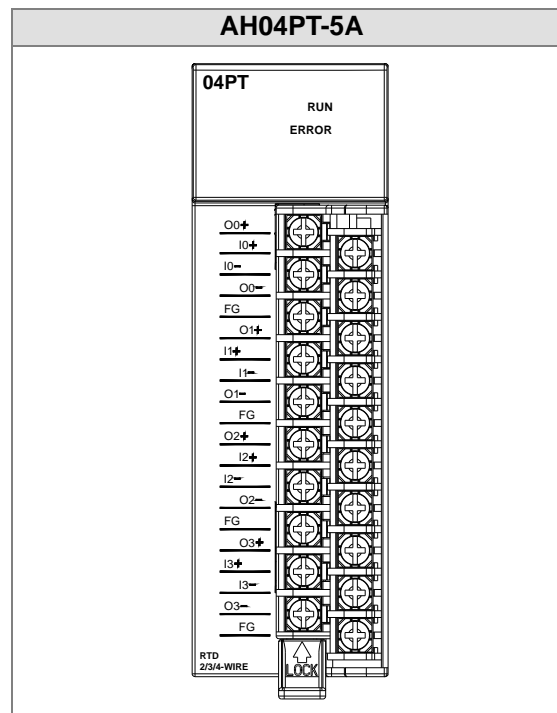 AH04PT-5A
04PT
RUN
ERROR
O0+
I0+
I0-
O0-
FG
O1+
I1+
I1-
O1-
FG
O2+
I2+
I2-
O2-
FG
O3+
I3+
I3-
O3-
FG
RTD
2/3/4-WIRE
LOCK